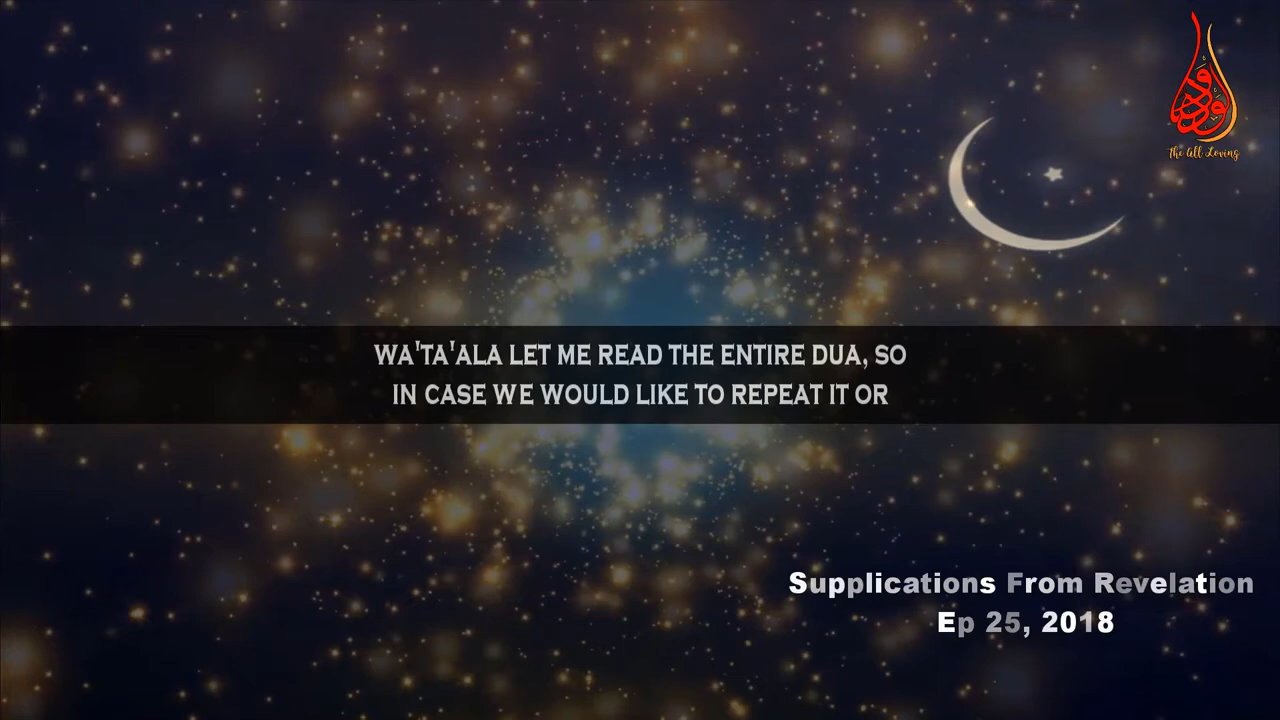 ودود
The All Loving
WA'TA'ALA LET ME READ THE ENTIRE DUA, SO
IN CASE WE WOULD LIKE TO REPEAT IT OR
Supplications From Revelation
Ep 25, 2018